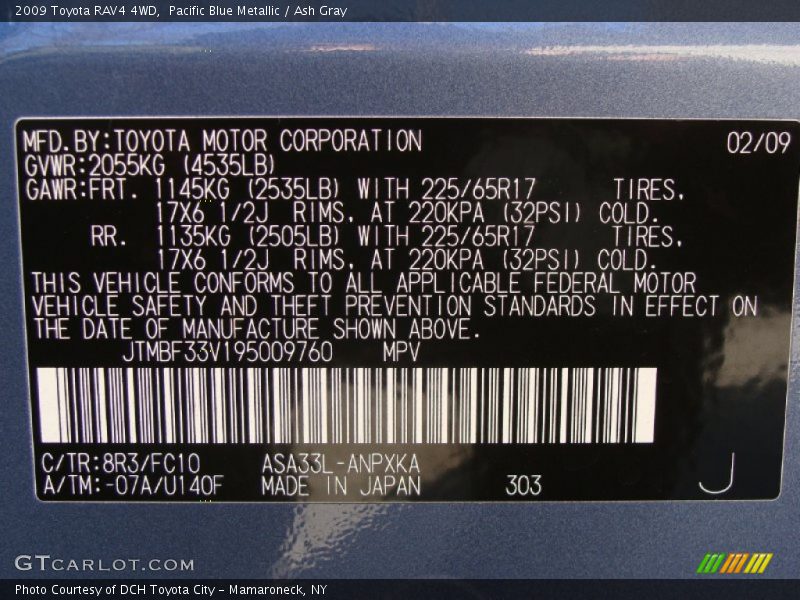 2009 Toyota RAV4 4WD,  Pacific Blue Metallic / Ash Gray
MFD.BY:TOYOTA MOTOR CORPORATION 02/09
GVWR:2055KG (4535LB)
GAWR:FRT. 1145KG (2535LB) WITH 225/65R17 TIRES,
17X6 1/2J RIMS, AT 220KPA (32PSI) COLD.
RR. 1135KG (2505LB) WITH 225/65R17 TIRES,
17X6 1/2J RIMS, AT 220KPA (32PSI) COLD.
THIS VEHICLE CONFORMS TO ALL APPLICABLE FEDERAL MOTOR
VEHICLE SAFETY AND THEFT PREVENTION STANDARDS IN EFFECT ON
THE DATE OF MANUFACTURE SHOWN ABOVE.
JTMBF33V195009760 MPV
C/TR:8R3/FC10 ASA33L-ANPXKA
A/TM:-07A/U140F MADE IN JAPAN 303 J
GTCARLOT.COM
Photo Courtesy of DCH Toyota City - Mamaroneck, NY